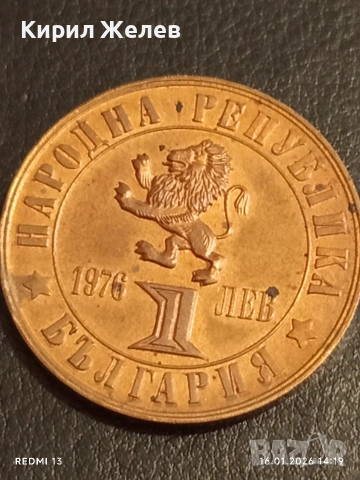 Кирил Желев
НАРОДНА РЕПУБЛИКА
1976
1
ЛЕВ
БЪЛГАРИЯ
REDMI 13
16.01.2026 14:19